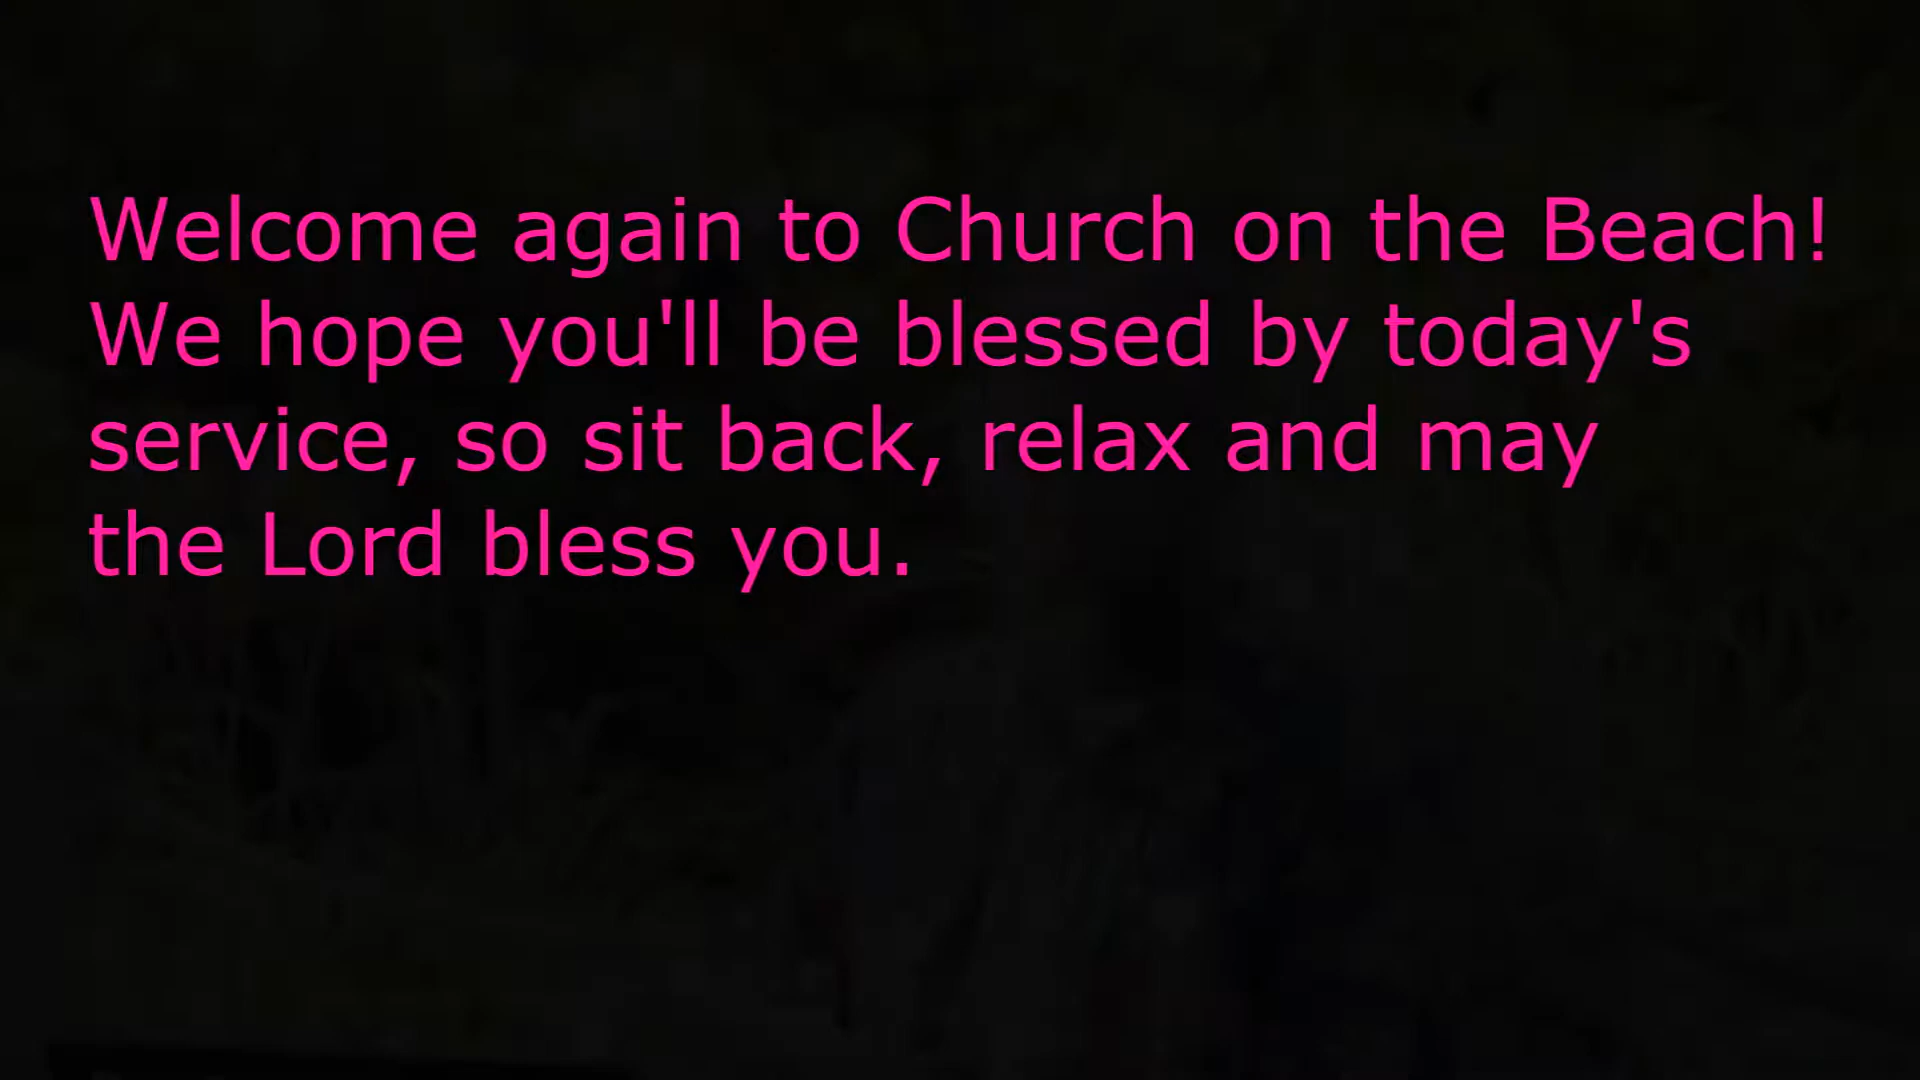 Welcome again to Church on the Beach!
We hope you'll be blessed by today's
service, so sit back, relax and may
the Lord bless you.